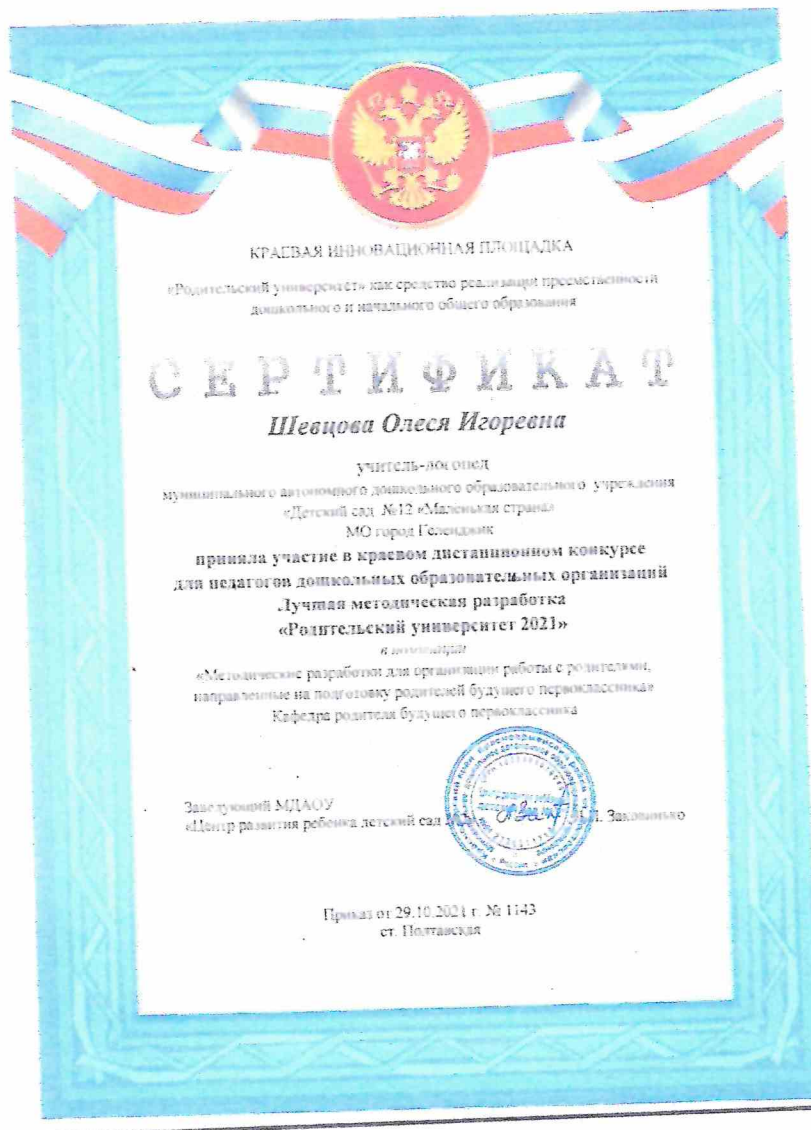 КРАЕВАЯ ИННОВАЦИОННАЯ ПЛОЩАДКА
«Родительский университет» как средство реализации преемственности
дошкольного и начального общего образования
СЕРТИФИКАТ
Шевцова Олеся Игоревна
учитель-логопед
муниципального автономного дошкольного образовательного учреждения
«Детский сад №12 «Маленькая страна»
МО город Геленджик
приняла участие в краевом дистанционном конкурсе
для педагогов дошкольных образовательных организаций
Лучшая методическая разработка
«Родительский университет 2021»
в номинации
«Методические разработки для организации работы с родителями,
направленные на подготовку родителей будущего первоклассника»
Кафедра родителя будущего первоклассника
Заведующий МДАОУ
«Центр развития ребенка детский сад
Приказ от 29.10.2021 г. № 1143
ст. Полтавская